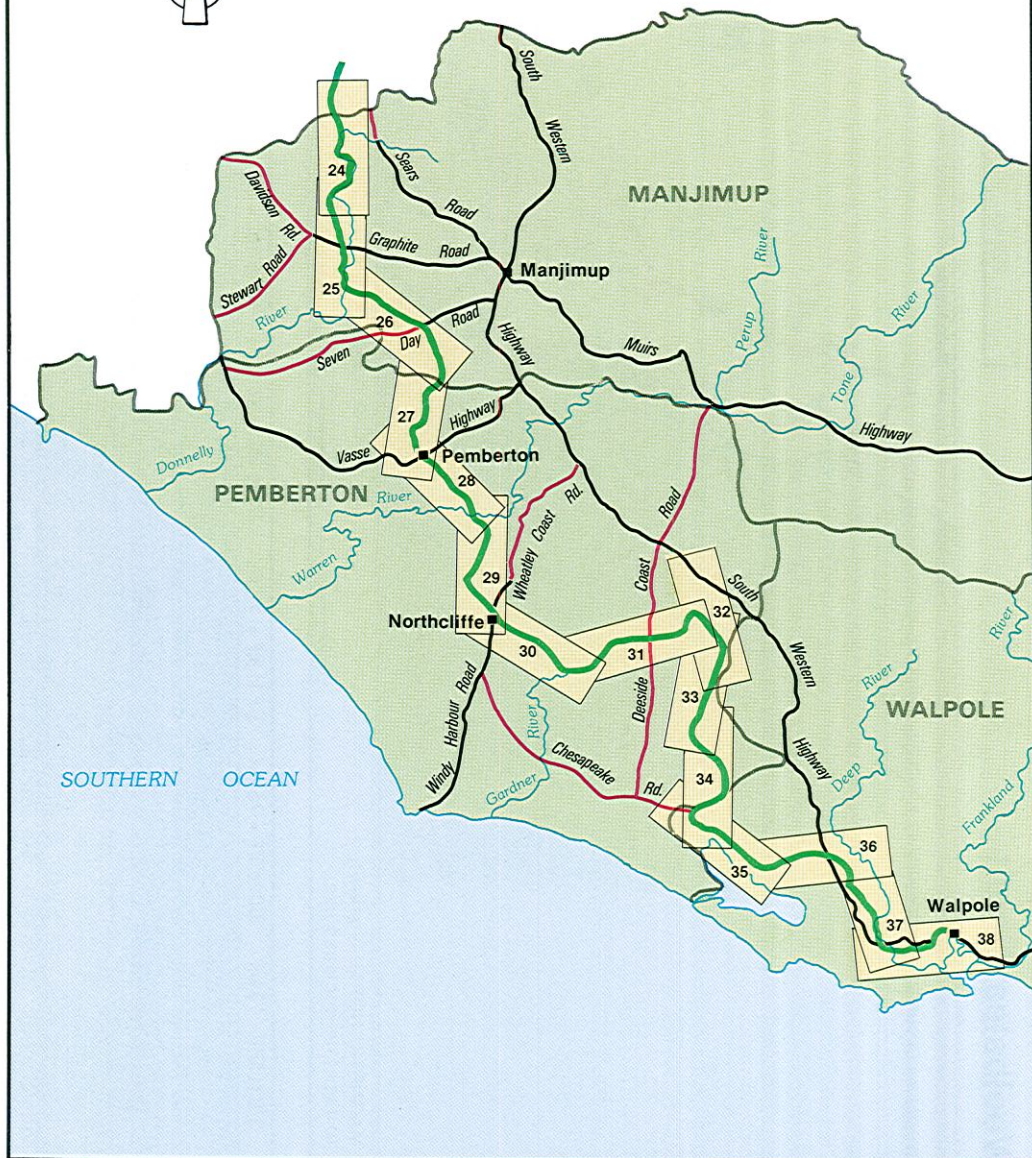 South
Western
24
Sears
Road
MANJIMUP
Davidson
Rd.
Graphite Road
Stewart Road
Manjimup
Perup
River
Tone
River
25
River
26
Road
Seven Day
Highway
Muirs
Highway
27
Highway
Vasse
Pemberton
Donnelly
PEMBERTON
River
28
Wheatley Coast Rd.
Warren
29
Road
Coast
Deeside
South
Western
Highway
32
Northcliffe
30
31
33
River
Deep
River
WALPOLE
Frankland
Windy Harbour Road
River
Gardner
Chesapeake
Rd.
34
SOUTHERN OCEAN
35
36
37
Walpole
38